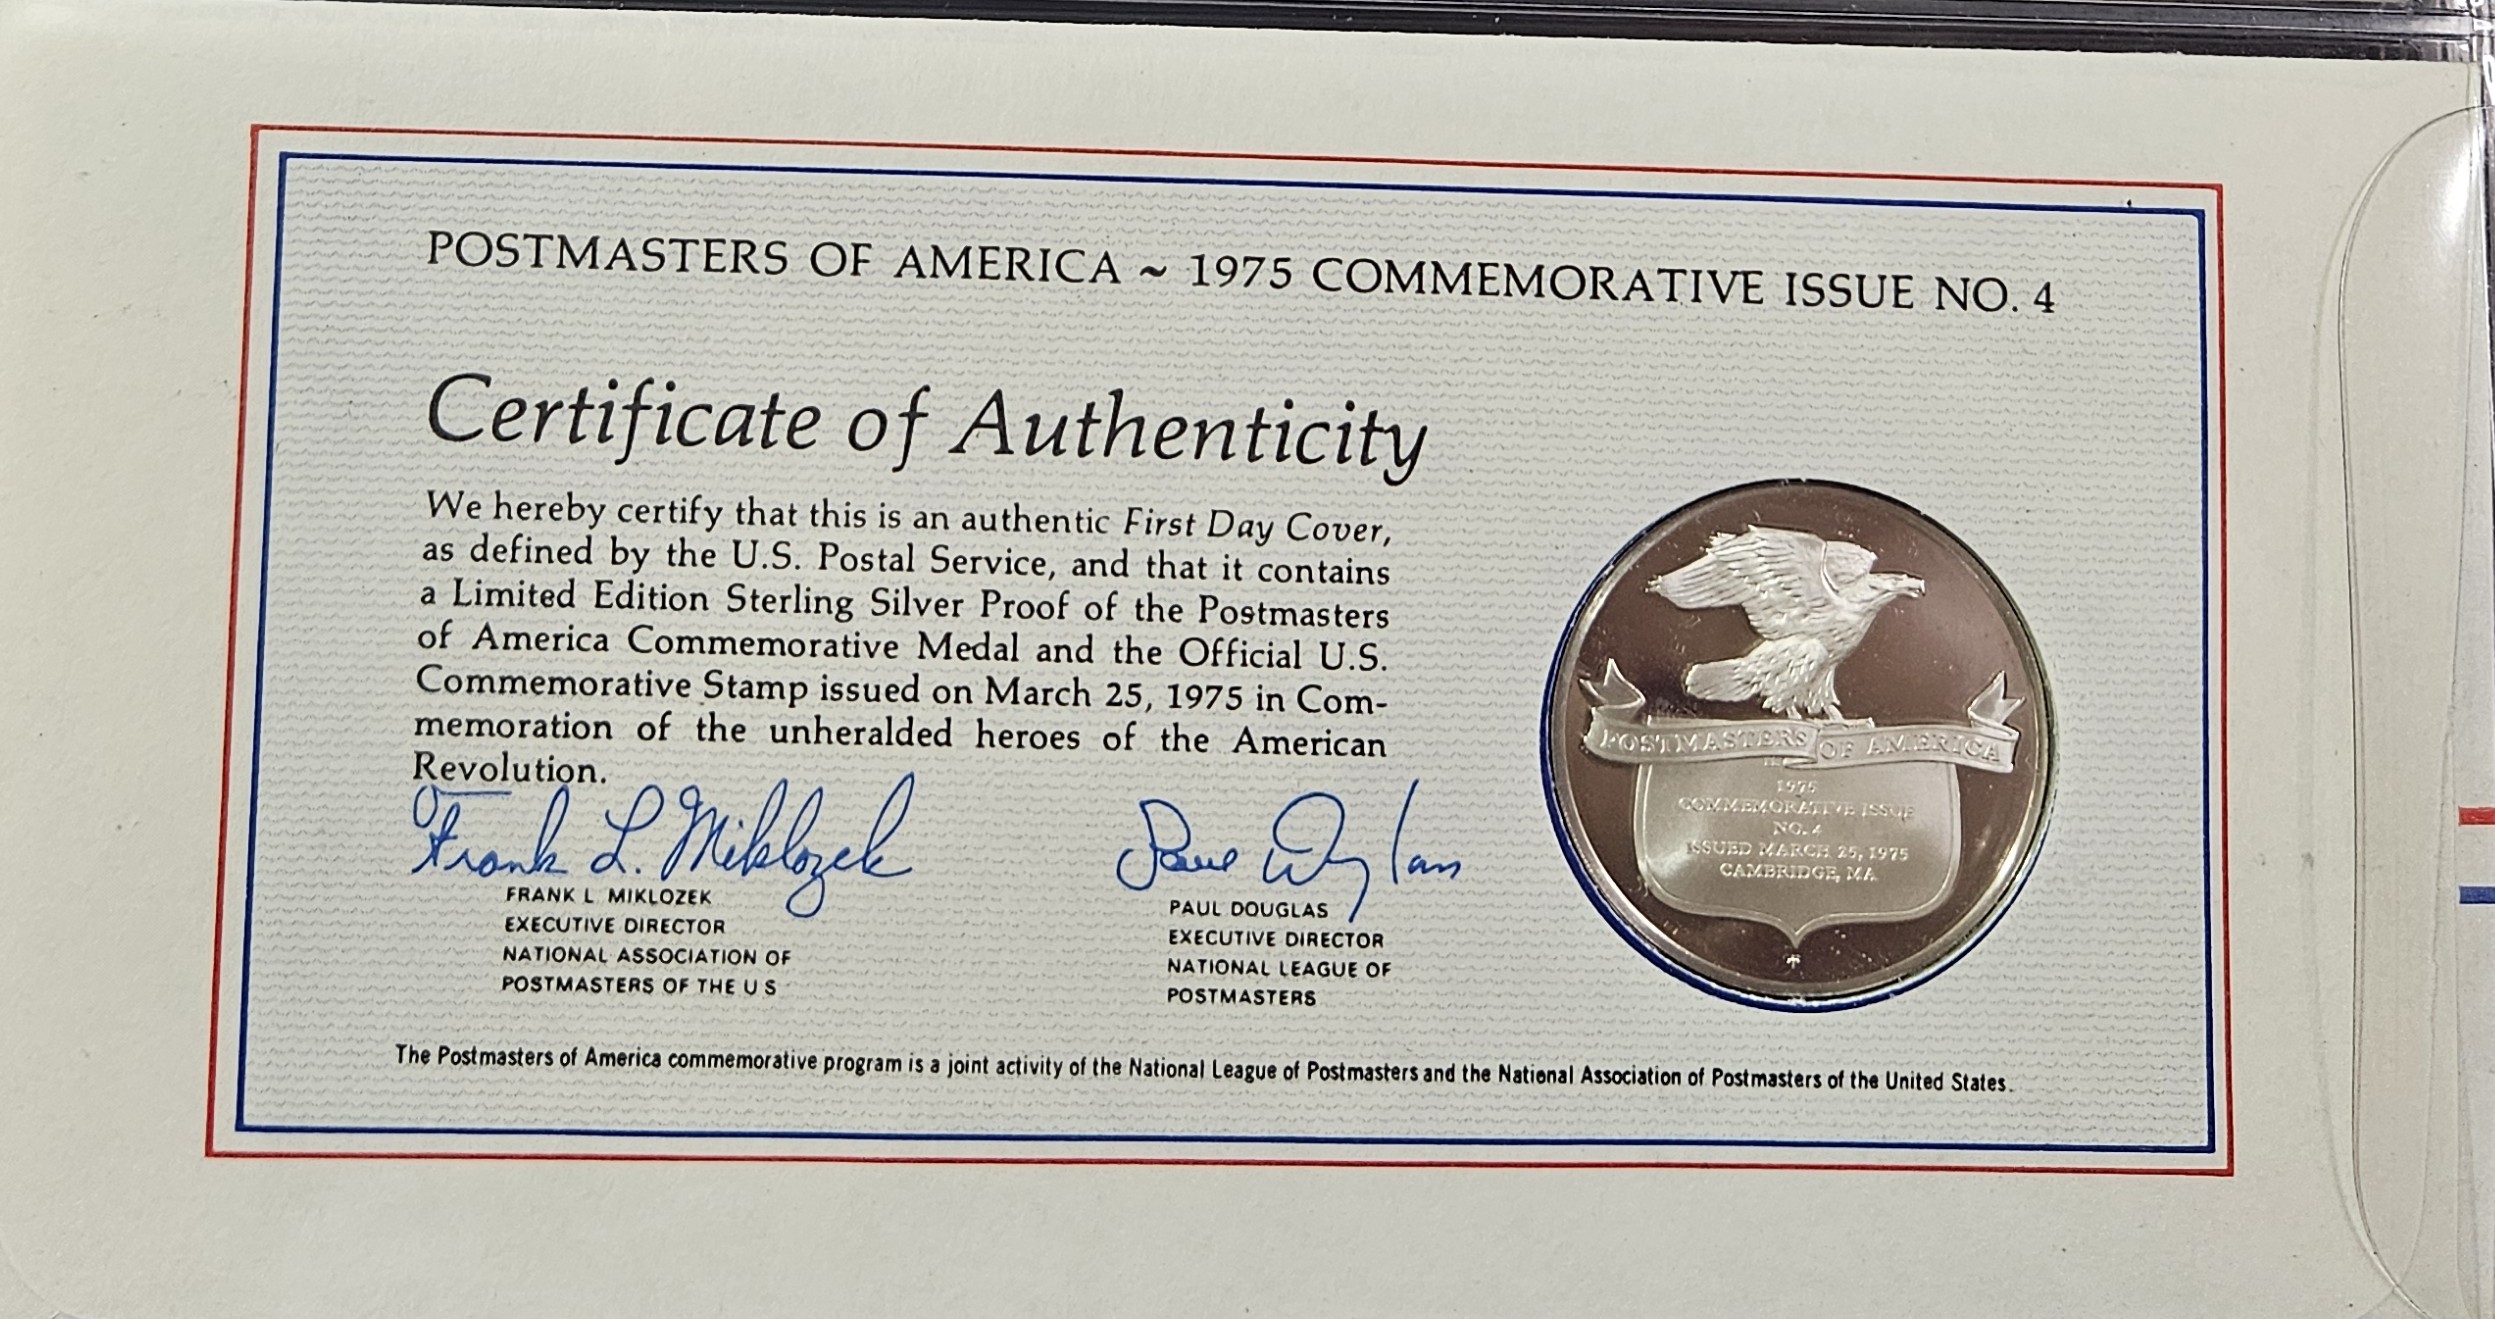 POSTMASTERS OF AMERICA ~ 1975 COMMEMORATIVE ISSUE NO. 4
Certificate of Authenticity
We hereby certify that this is an authentic First Day Cover,
as defined by the U.S. Postal Service, and that it contains
a Limited Edition Sterling Silver Proof of the Postmasters
of America Commemorative Medal and the Official U.S.
Commemorative Stamp issued on March 25, 1975 in Com-
memoration of the unheralded heroes of the American
Revolution.
Frank L. Miklozek
FRANK L MIKLOZEK
EXECUTIVE DIRECTOR
NATIONAL ASSOCIATION OF
POSTMASTERS OF THE U S
Paul Douglas
PAUL DOUGLAS
EXECUTIVE DIRECTOR
NATIONAL LEAGUE OF
POSTMASTERS
POSTMASTERS OF AMERICA
1975
COMMEMORATIVE ISSUE
NO. 4
ISSUED MARCH 25, 1975
CAMBRIDGE, MA
The Postmasters of America commemorative program is a joint activity of the National League of Postmasters and the National Association of Postmasters of the United States.